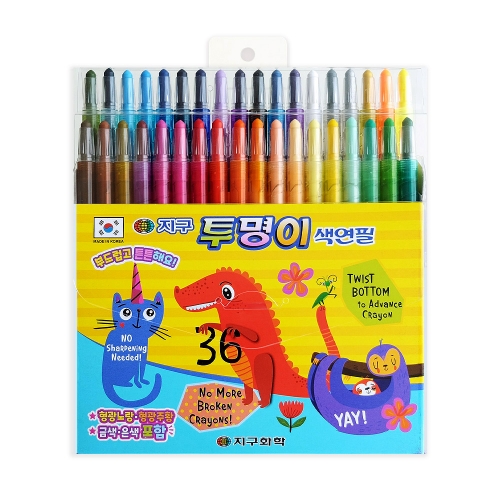 지구 투명이 색연필
MADE IN KOREA
부드럽고 튼튼해요!
TWIST
BOTTOM
to Advance
Crayon
NO
Sharpening
Needed!
36
No More
Broken
Crayons!
YAY!
형광노랑·형광주황
금색·은색 포함
지구화학